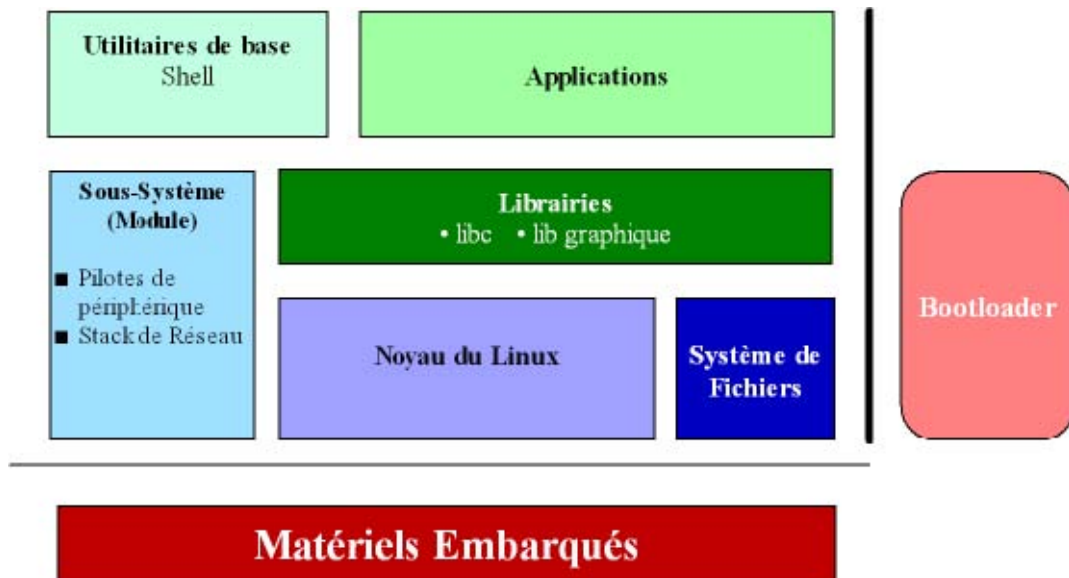 Utilitaires de base
Shell
Applications
Sous-Système
(Module)
■ Pilotes de
périphérique
■ Stack de Réseau
Librairies
• libc • lib graphique
Noyau du Linux
Système de
Fichiers
Bootloader
Matériels Embarqués